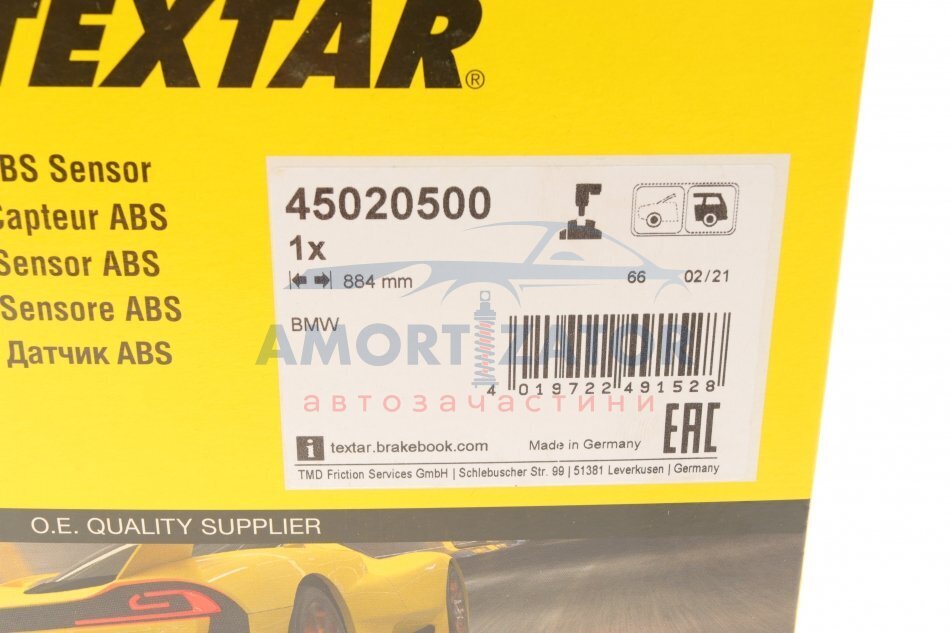 TEXTAR®
ABS Sensor
Capteur ABS
Sensor ABS
Sensore ABS
Датчик ABS
45020500
1x
884 mm
66 02/21
BMW
AMORTIZATOR
4 019722 491528
автозачастини
EAC
i textar.brakebook.com Made in Germany
TMD Friction Services GmbH | Schlebuscher Str. 99 | 51381 Leverkusen | Germany
O.E. QUALITY SUPPLIER